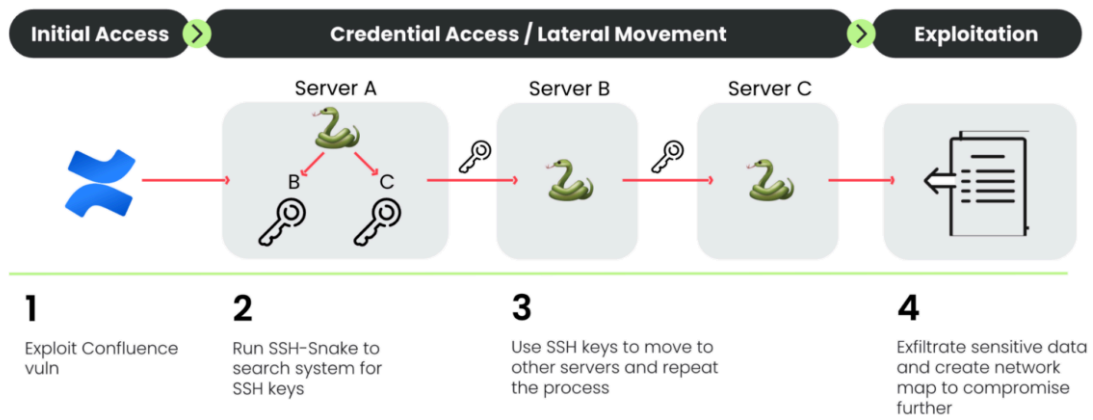 Initial Access
Credential Access / Lateral Movement
Exploitation
Server A
Server B
Server C
B
C
1
Exploit Confluence
vuln
2
Run SSH-Snake to
search system for
SSH keys
3
Use SSH keys to move to
other servers and repeat
the process
4
Exfiltrate sensitive data
and create network
map to compromise
further